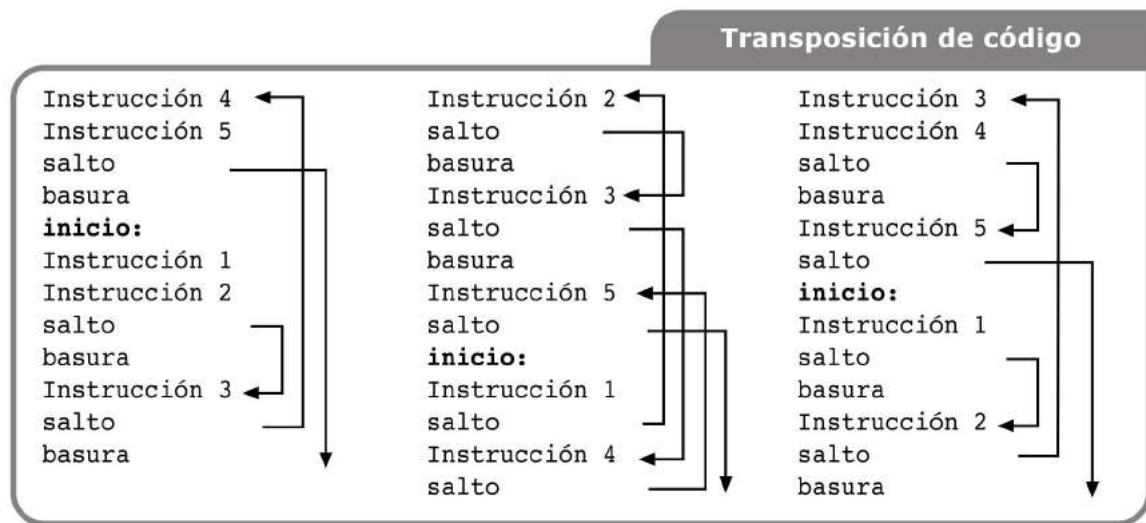 Transposición de código
Instrucción 4
Instrucción 5
salto
basura
inicio:
Instrucción 1
Instrucción 2
salto
basura
Instrucción 3
salto
basura
Instrucción 2
salto
basura
Instrucción 3
salto
basura
Instrucción 5
salto
inicio:
Instrucción 1
salto
Instrucción 4
salto
Instrucción 3
Instrucción 4
salto
basura
Instrucción 5
salto
inicio:
Instrucción 1
salto
basura
Instrucción 2
salto
basura